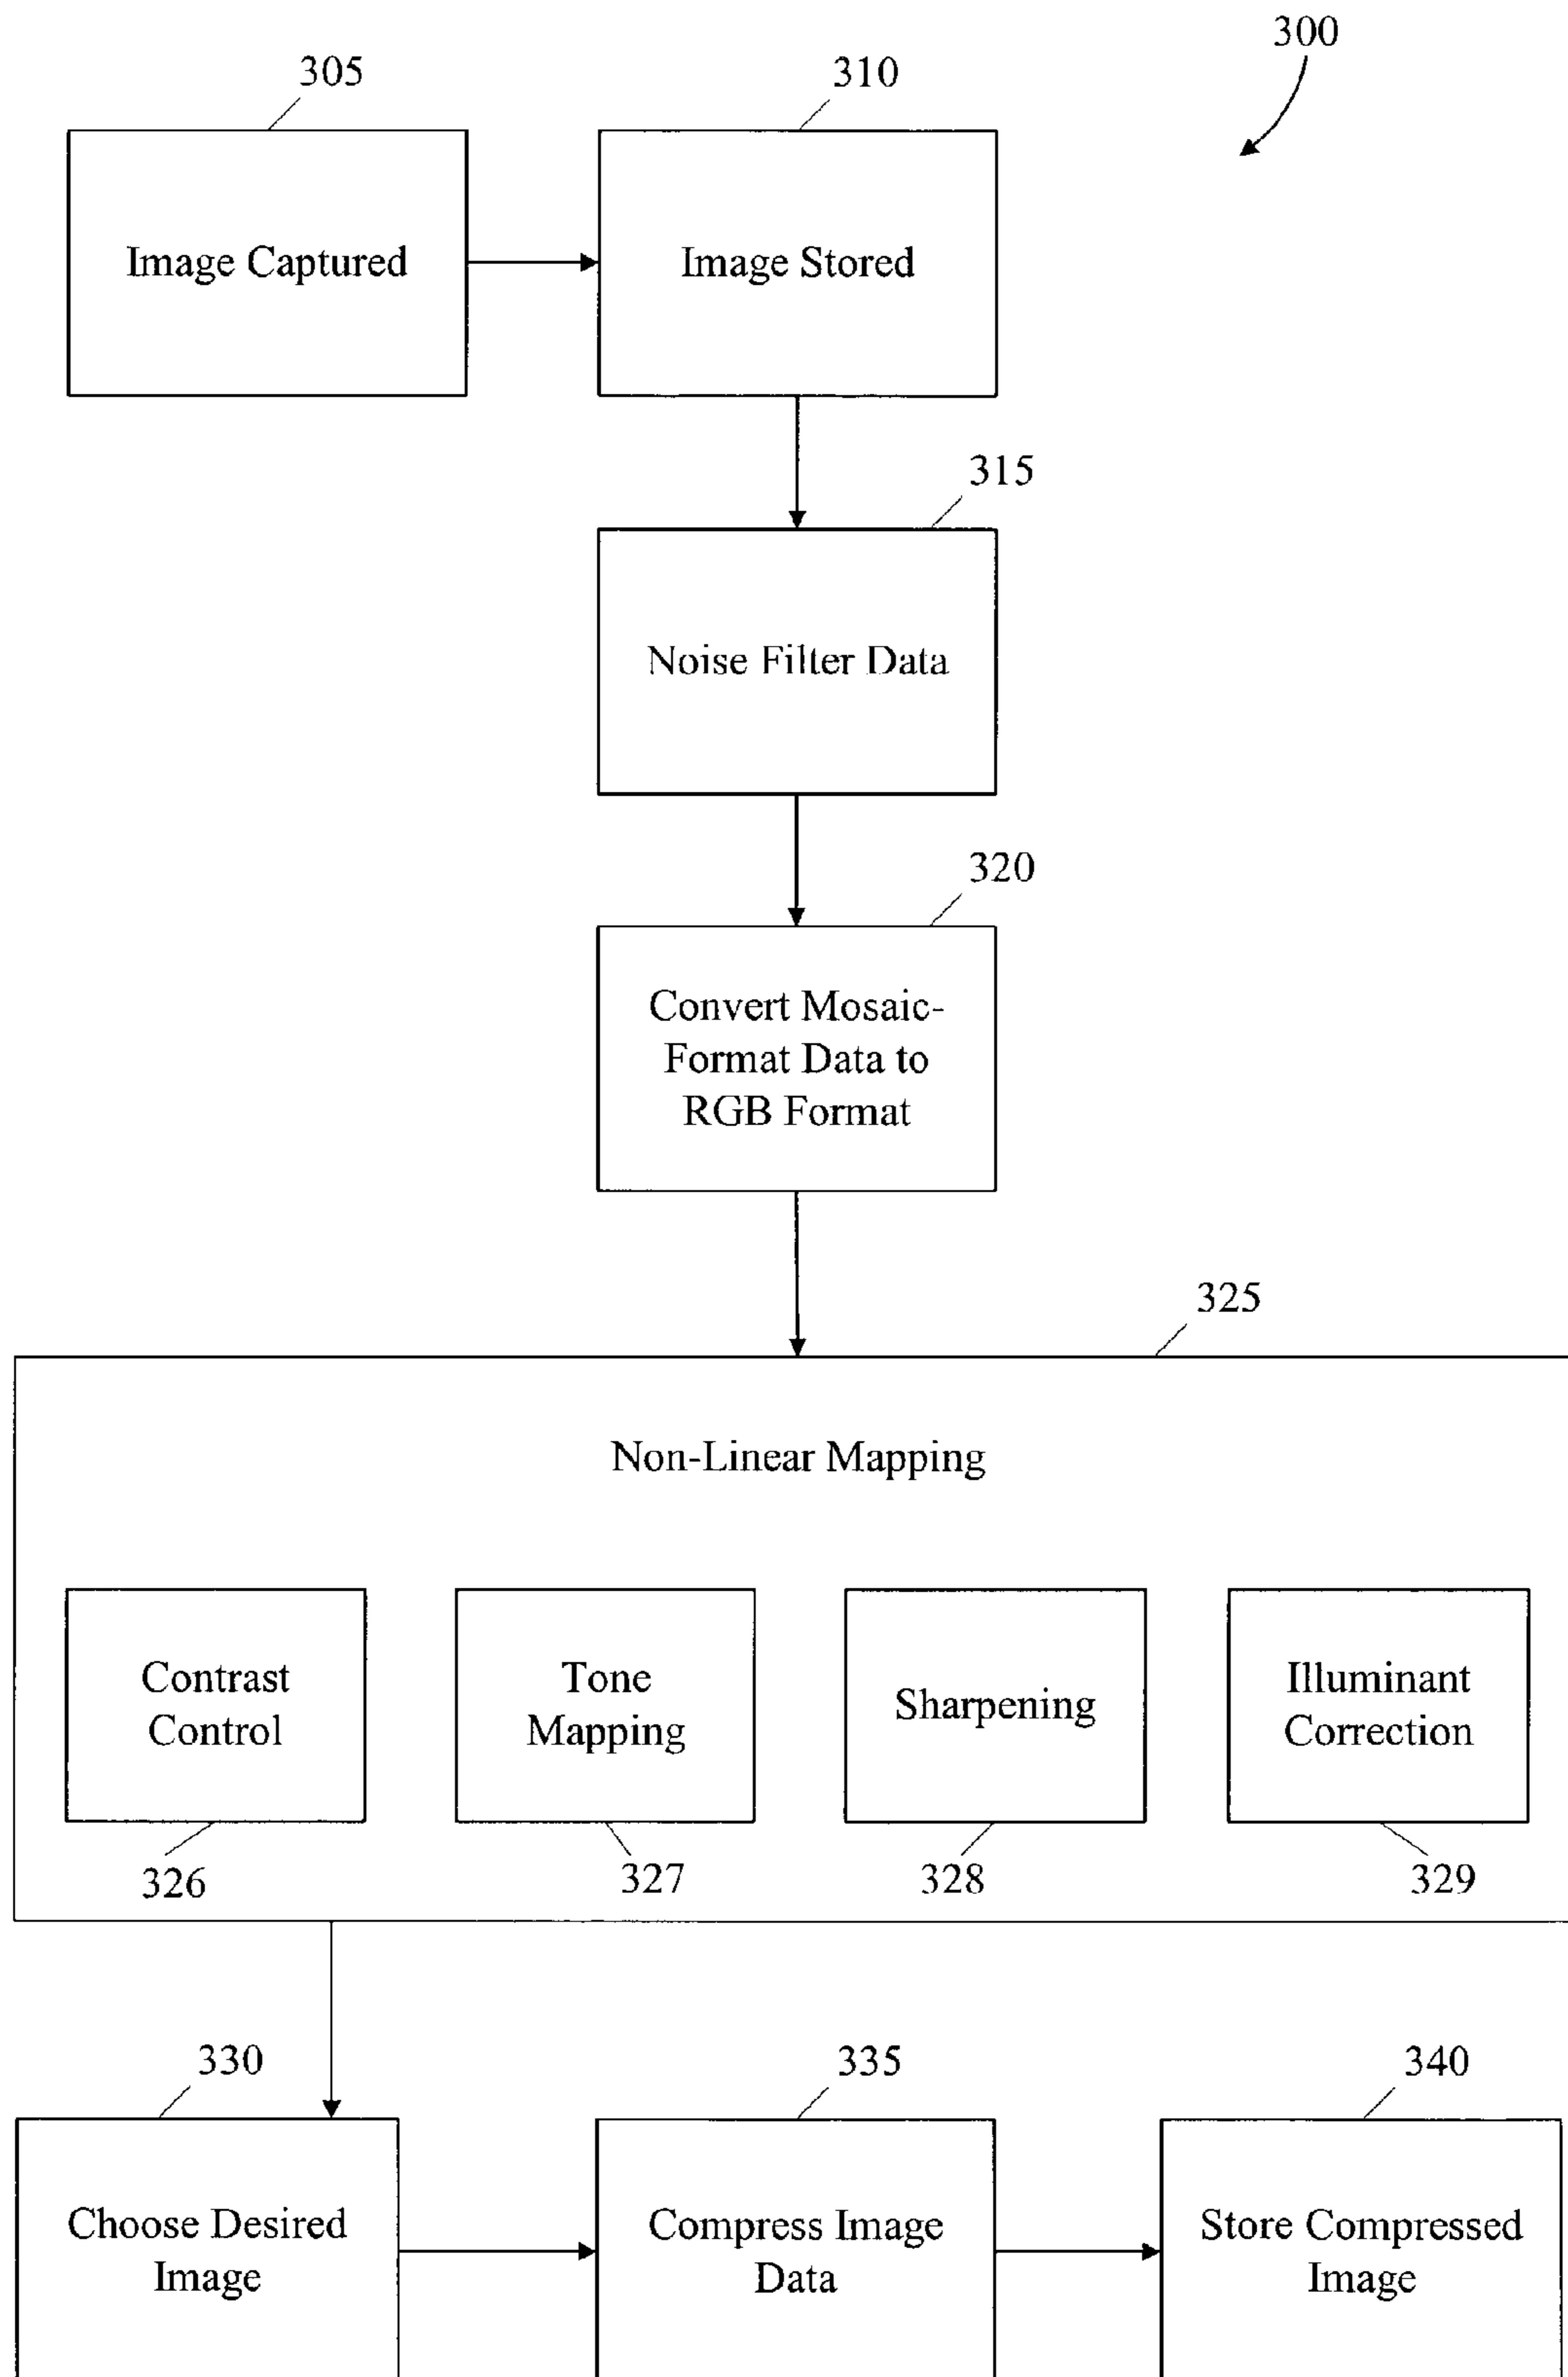 300
305
310
Image Captured
Image Stored
315
Noise Filter Data
320
Convert Mosaic-
Format Data to
RGB Format
325
Non-Linear Mapping
Contrast
Control
Tone
Mapping
Sharpening
Illuminant
Correction
326
327
328
329
330
335
340
Choose Desired
Image
Compress Image
Data
Store Compressed
Image